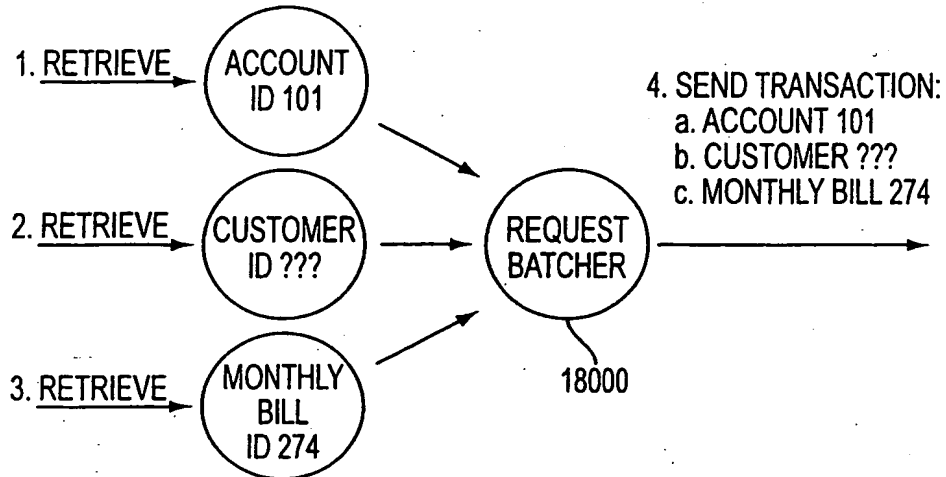 1. RETRIEVE
ACCOUNT
ID 101
2. RETRIEVE
CUSTOMER
ID ???
3. RETRIEVE
MONTHLY
BILL
ID 274
REQUEST
BATCHER
18000
4. SEND TRANSACTION:
a. ACCOUNT 101
b. CUSTOMER ???
c. MONTHLY BILL 274